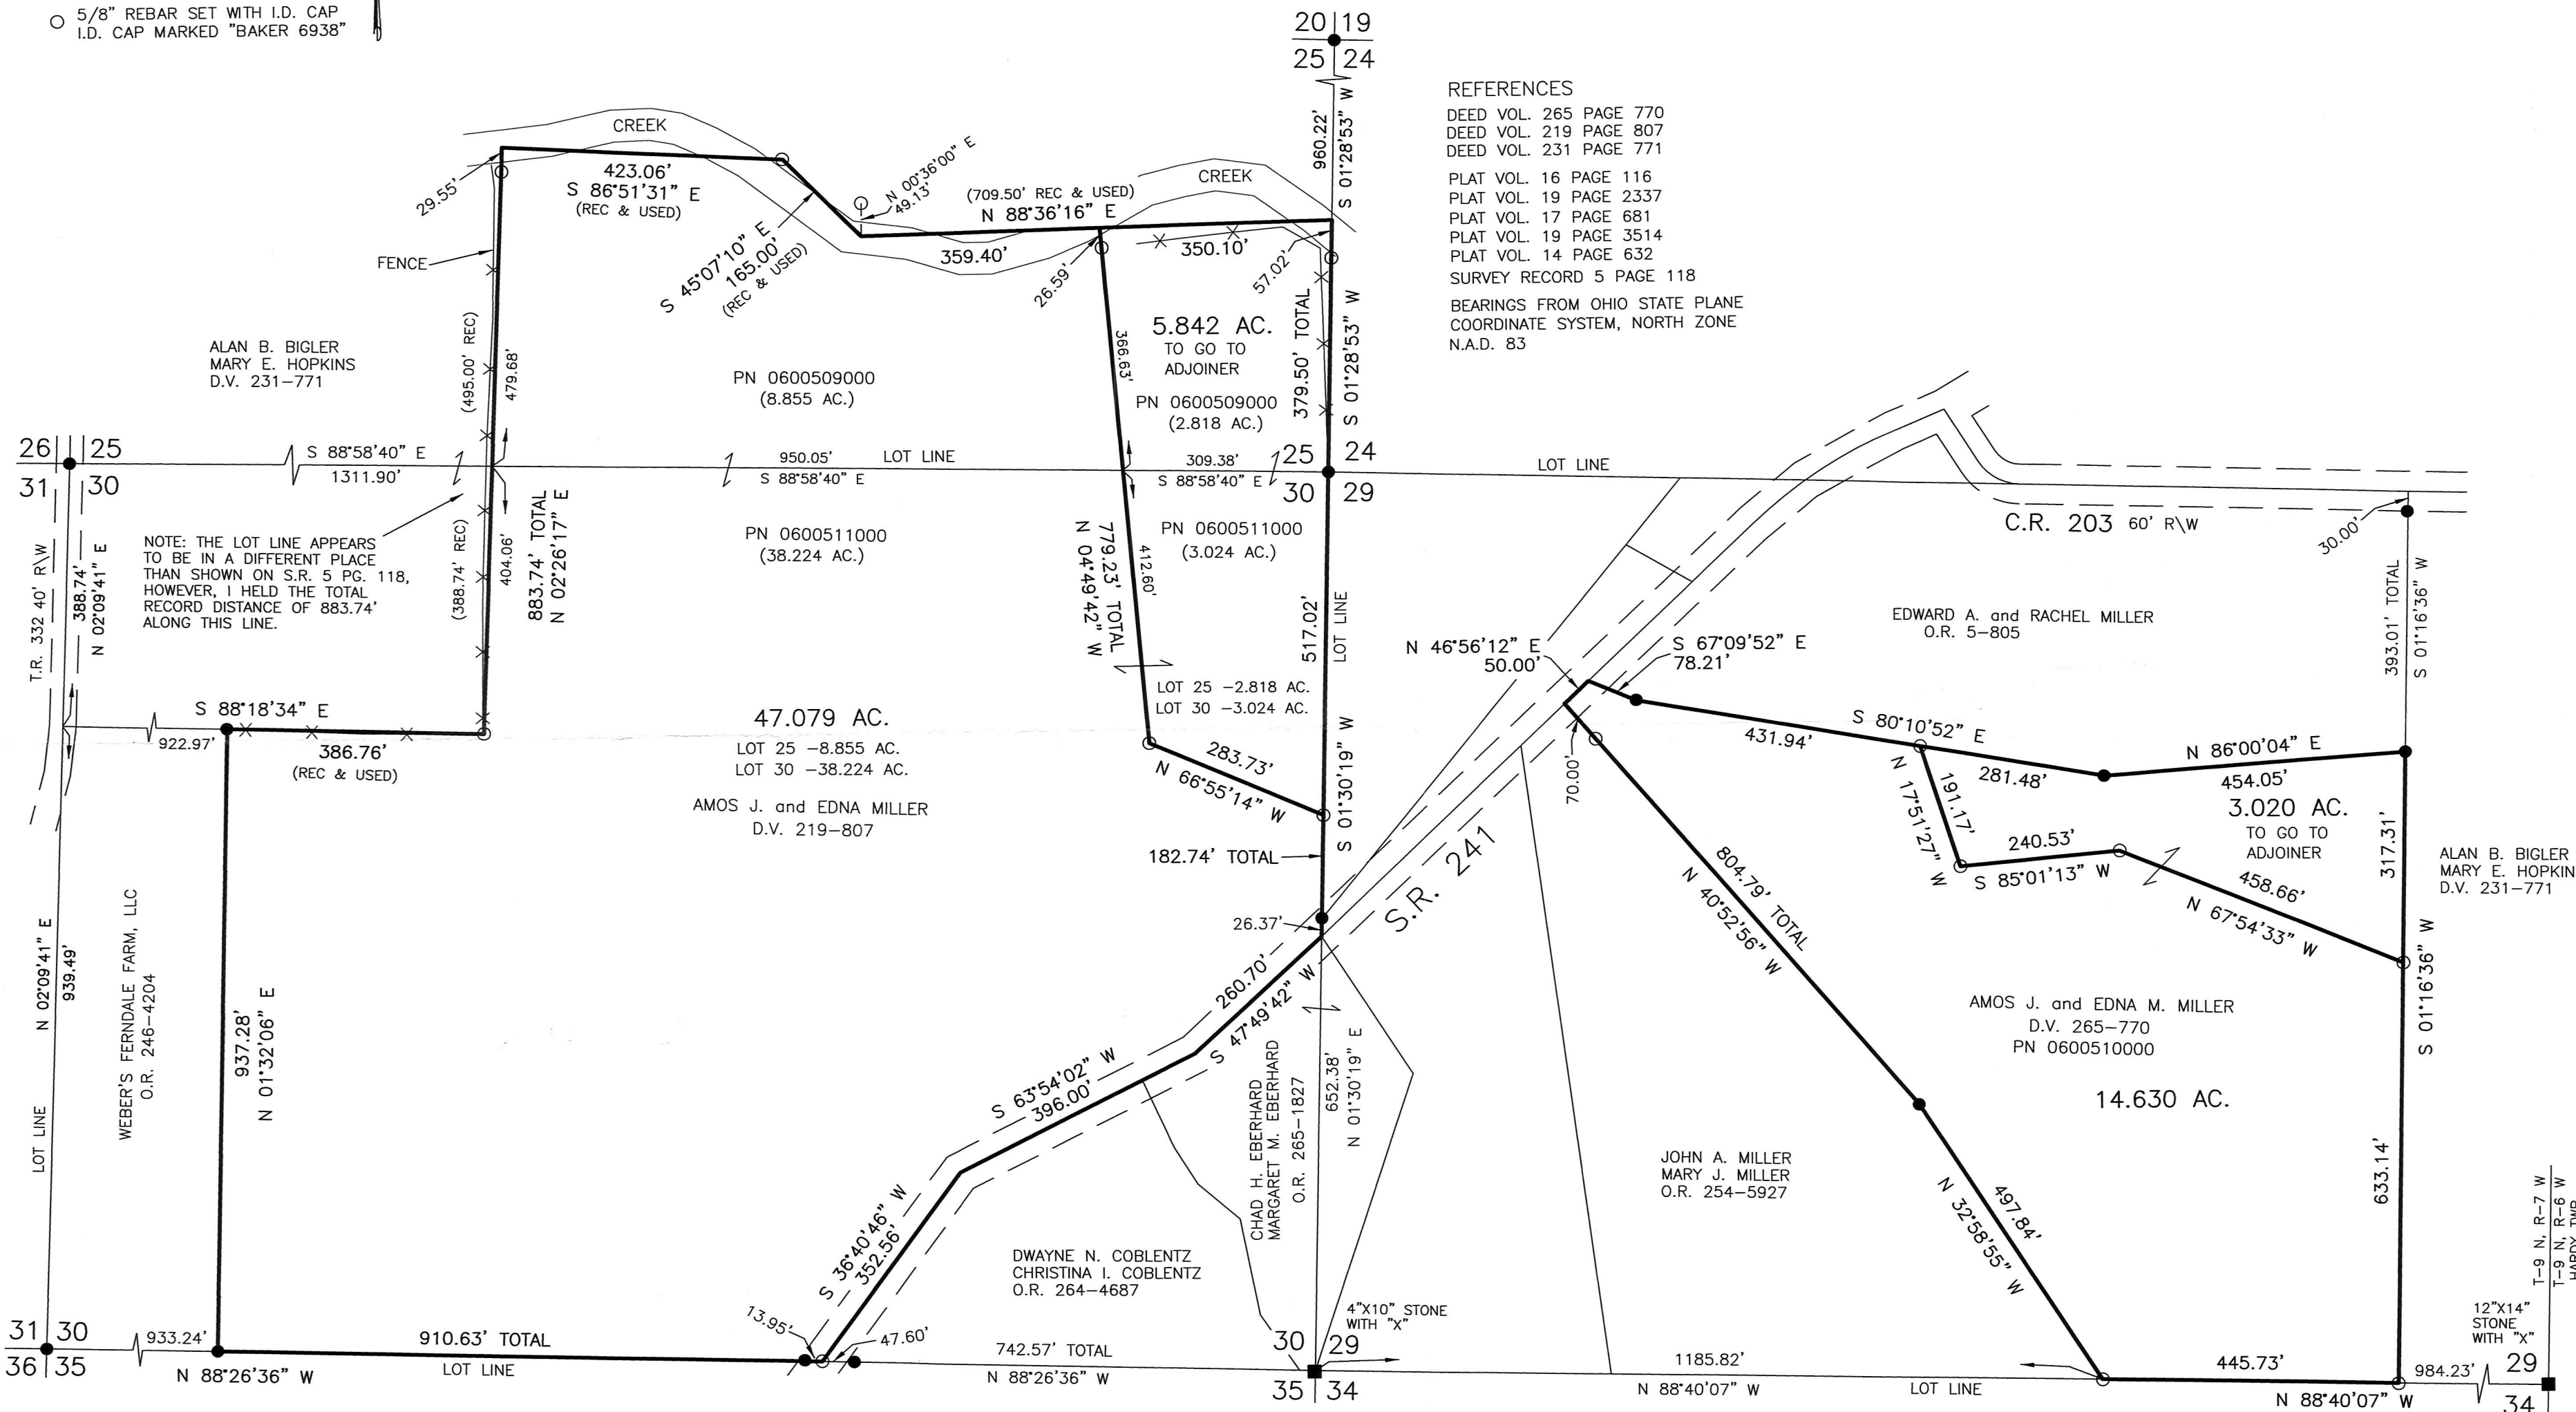 5/8" REBAR SET WITH I.D. CAP
I.D. CAP MARKED "BAKER 6938"
20 19
25 24
960.22'
S 01°28'53" W
REFERENCES
DEED VOL. 265 PAGE 770
DEED VOL. 219 PAGE 807
DEED VOL. 231 PAGE 771
PLAT VOL. 16 PAGE 116
PLAT VOL. 19 PAGE 2337
PLAT VOL. 17 PAGE 681
PLAT VOL. 19 PAGE 3514
PLAT VOL. 14 PAGE 632
SURVEY RECORD 5 PAGE 118
BEARINGS FROM OHIO STATE PLANE
COORDINATE SYSTEM, NORTH ZONE
N.A.D. 83
CREEK
29.55'
423.06'
S 86°51'31" E
(REC & USED)
N 00°36'00" E
49.13'
S 45°07'10" E
165.00'
(REC & USED)
(709.50' REC & USED)
N 88°36'16" E
CREEK
359.40'
350.10'
26.59'
57.02'
FENCE
(495.00' REC)
479.68'
ALAN B. BIGLER
MARY E. HOPKINS
D.V. 231-771
PN 0600509000
(8.855 AC.)
366.63'
5.842 AC.
TO GO TO
ADJOINER
PN 0600509000
(2.818 AC.)
379.50' TOTAL
S 01°28'53" W
26 25
31 30
S 88°58'40" E
1311.90'
950.05'
LOT LINE
S 88°58'40" E
309.38'
S 88°58'40" E
25 24
30 29
LOT LINE
NOTE: THE LOT LINE APPEARS
TO BE IN A DIFFERENT PLACE
THAN SHOWN ON S.R. 5 PG. 118,
HOWEVER, I HELD THE TOTAL
RECORD DISTANCE OF 883.74'
ALONG THIS LINE.
T.R. 332 40' R\W
388.74'
N 02°09'41" E
(388.74' REC)
404.06'
883.74' TOTAL
N 02°26'17" E
PN 0600511000
(38.224 AC.)
779.23' TOTAL
N 04°49'42" W
412.60'
PN 0600511000
(3.024 AC.)
517.02'
LOT LINE
C.R. 203 60' R\W
30.00'
393.01' TOTAL
S 01°16'36" W
EDWARD A. and RACHEL MILLER
O.R. 5-805
N 46°56'12" E
50.00'
S 67°09'52" E
78.21'
LOT 25 -2.818 AC.
LOT 30 -3.024 AC.
S 88°18'34" E
922.97'
386.76'
(REC & USED)
47.079 AC.
LOT 25 -8.855 AC.
LOT 30 -38.224 AC.
AMOS J. and EDNA MILLER
D.V. 219-807
283.73'
N 66°55'14" W
S 01°30'19" W
182.74' TOTAL
26.37'
S.R. 241
70.00'
431.94'
S 80°10'52" E
281.48'
N 86°00'04" E
454.05'
3.020 AC.
TO GO TO
ADJOINER
N 17°51'27" W
191.17'
240.53'
S 85°01'13" W
458.66'
N 67°54'33" W
317.31'
S 01°16'36" W
ALAN B. BIGLER
MARY E. HOPKIN
D.V. 231-771
804.79' TOTAL
N 40°52'56" W
AMOS J. and EDNA M. MILLER
D.V. 265-770
PN 0600510000
14.630 AC.
N 02°09'41" E
939.49'
LOT LINE
WEBER'S FERNDALE FARM, LLC
O.R. 246-4204
937.28'
N 01°32'06" E
260.70'
S 47°49'42" W
S 63°54'02" W
396.00'
S 36°40'46" W
352.56'
CHAD H. EBERHARD
MARGARET M. EBERHARD
O.R. 265-1827
652.38'
N 01°30'19" E
DWAYNE N. COBLENTZ
CHRISTINA I. COBLENTZ
O.R. 264-4687
JOHN A. MILLER
MARY J. MILLER
O.R. 254-5927
497.84'
N 32°58'55" W
633.14'
T-9 N, R-7 W
T-9 N, R-6 W
HARDY TWP
31 30
36 35
933.24'
N 88°26'36" W
910.63' TOTAL
LOT LINE
13.95'
47.60'
742.57' TOTAL
N 88°26'36" W
30 29
35 34
4"X10" STONE
WITH "X"
1185.82'
N 88°40'07" W
LOT LINE
445.73'
N 88°40'07" W
984.23'
12"X14"
STONE
WITH "X"
29
34